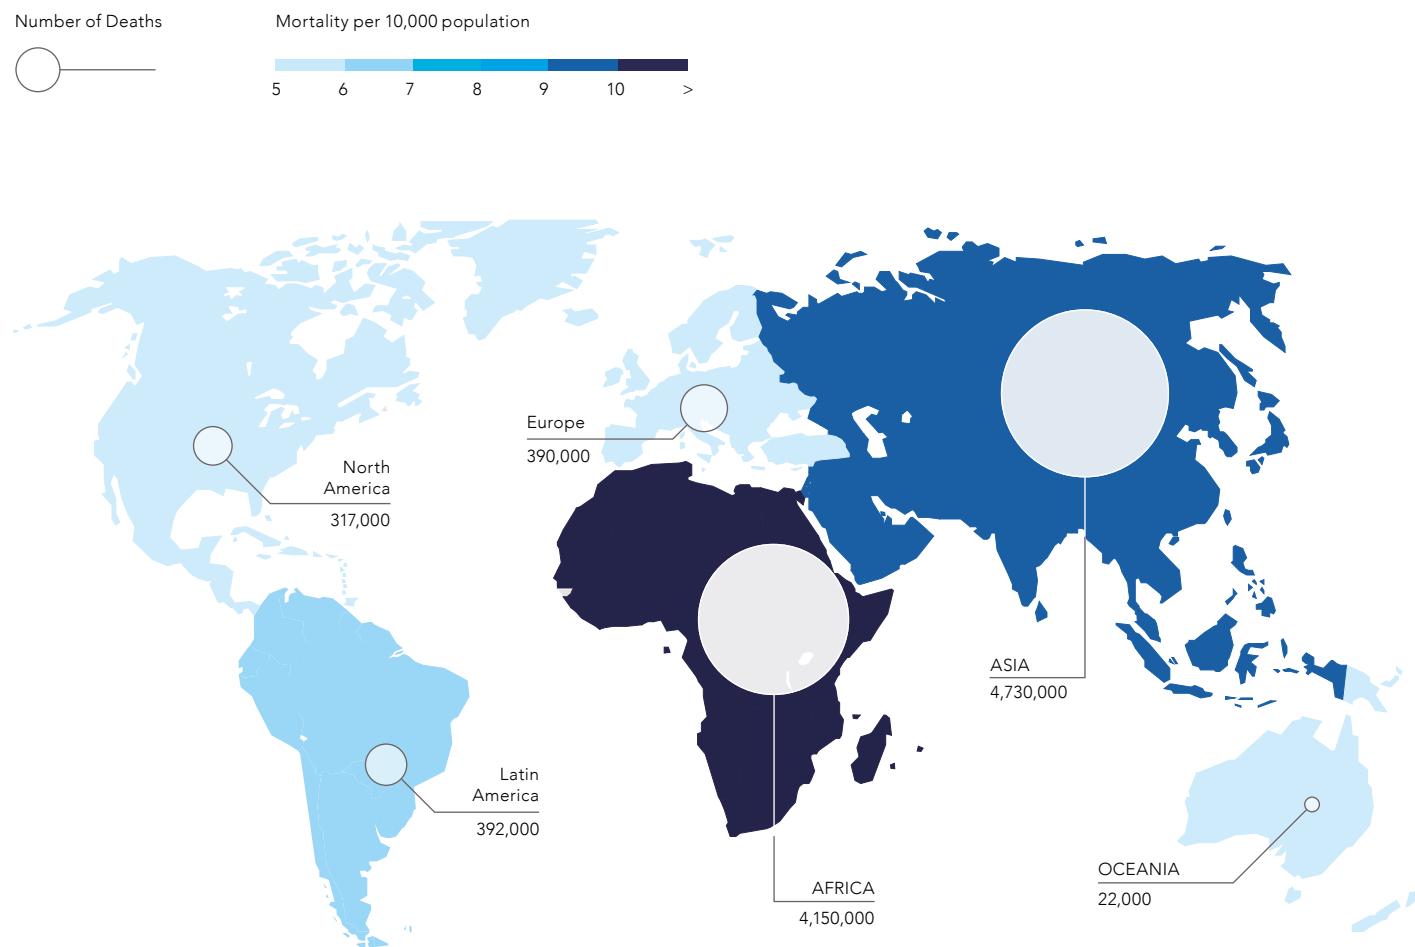 Number of Deaths
Mortality per 10,000 population
5 6 7 8 9 10 >
Europe
390,000
North
America
317,000
ASIA
4,730,000
Latin
America
392,000
OCEANIA
22,000
AFRICA
4,150,000